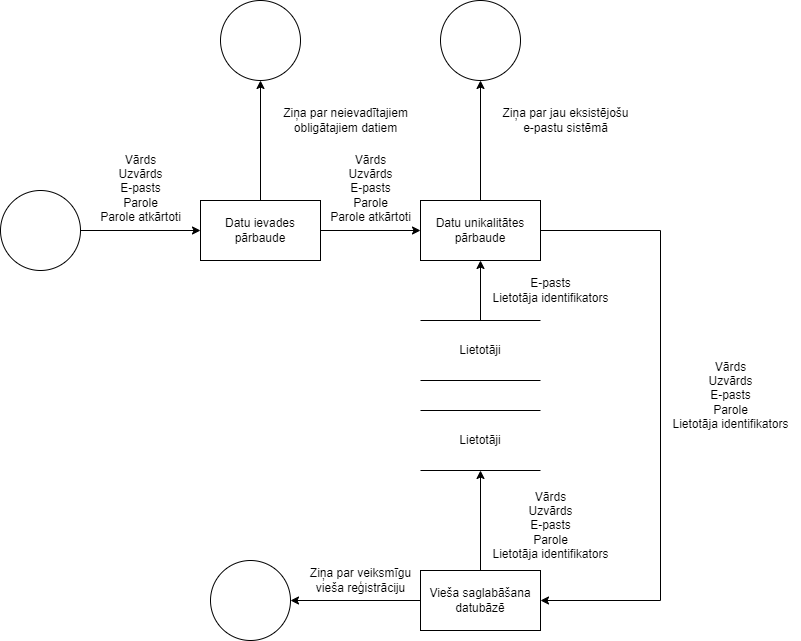 Ziņa par neievadītajiem
obligātajiem datiem
Ziņa par jau eksistējošu
e-pastu sistēmā
Vārds
Uzvārds
E-pasts
Parole
Parole atkārtoti
Datu ievades
pārbaude
Vārds
Uzvārds
E-pasts
Parole
Parole atkārtoti
Datu unikalitātes
pārbaude
E-pasts
Lietotāja identifikators
Lietotāji
Vārds
Uzvārds
E-pasts
Parole
Lietotāja identifikators
Lietotāji
Vārds
Uzvārds
E-pasts
Parole
Lietotāja identifikators
Ziņa par veiksmīgu
vieša reģistrāciju
Vieša saglabāšana
datubāzē